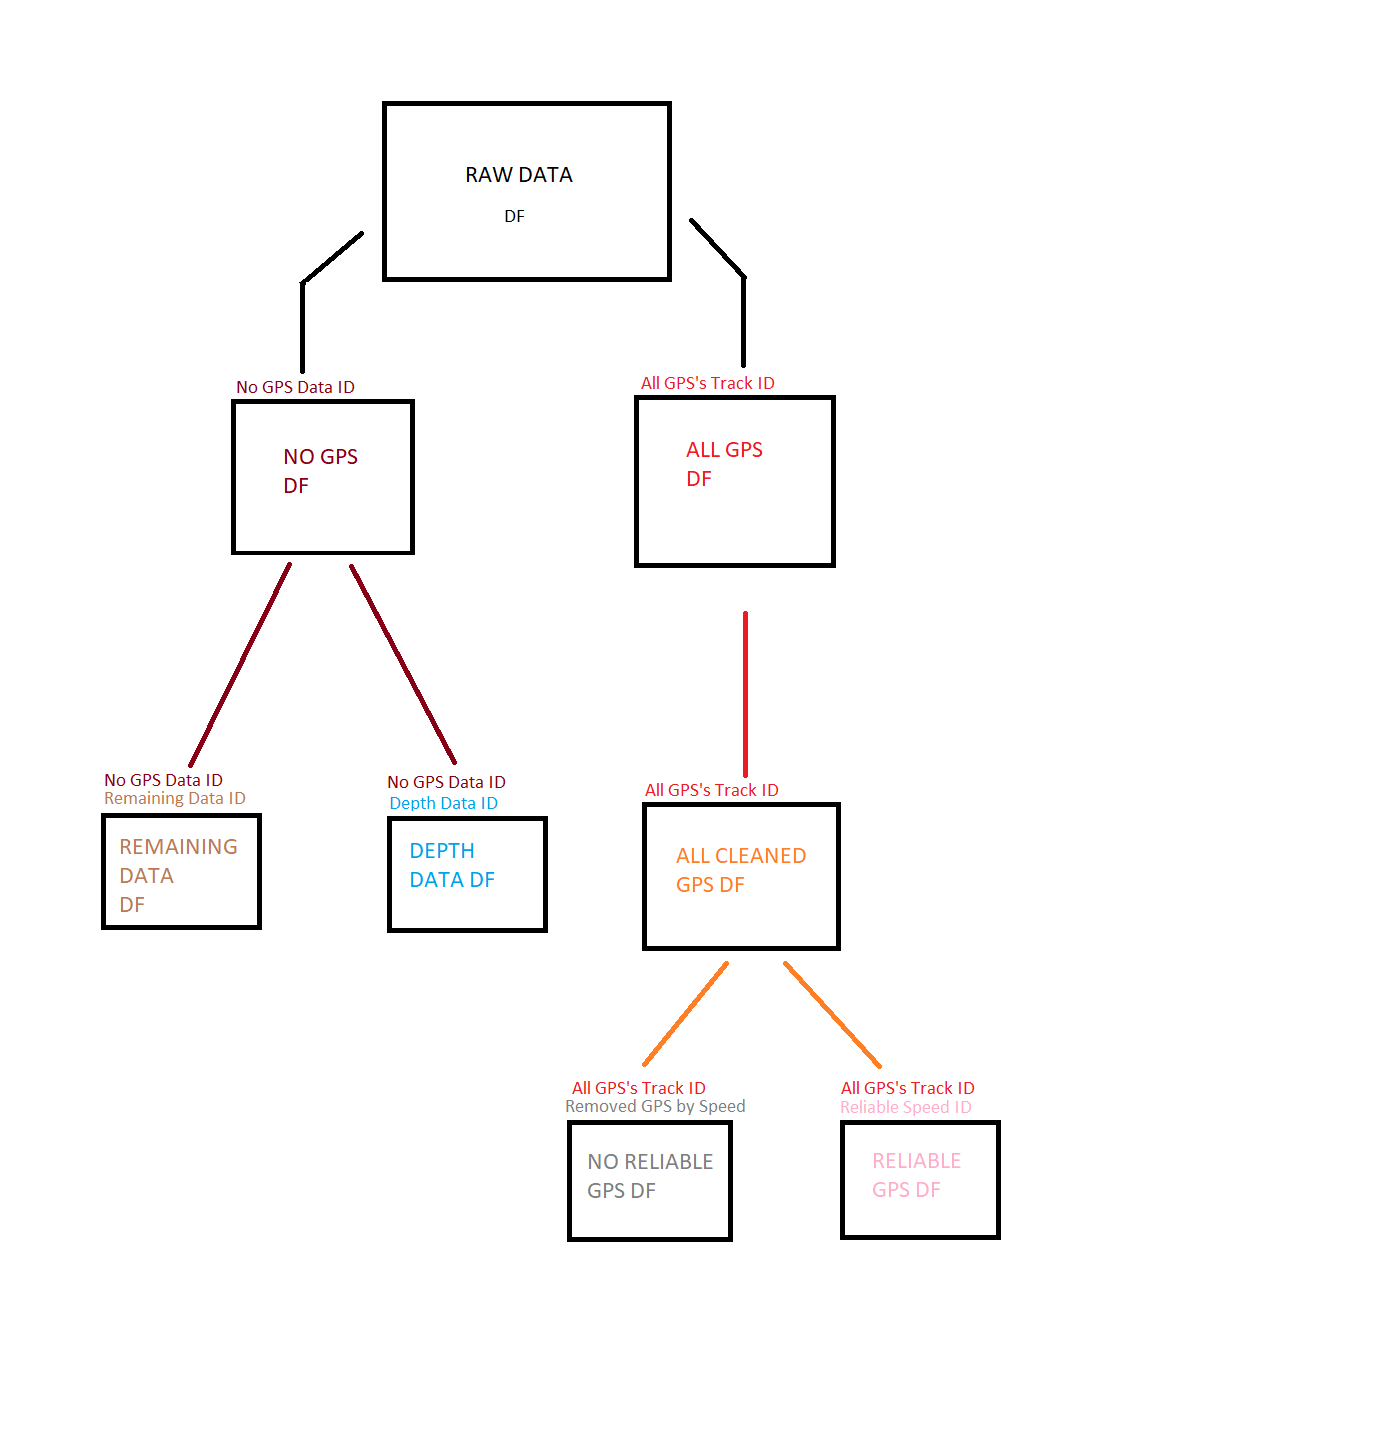 RAW DATA
DF
No GPS Data ID
NO GPS
DF
All GPS's Track ID
ALL GPS
DF
No GPS Data ID
Remaining Data ID
REMAINING
DATA
DF
No GPS Data ID
Depth Data ID
DEPTH
DATA DF
All GPS's Track ID
ALL CLEANED
GPS DF
All GPS's Track ID
Removed GPS by Speed
NO RELIABLE
GPS DF
All GPS's Track ID
Reliable Speed ID
RELIABLE
GPS DF